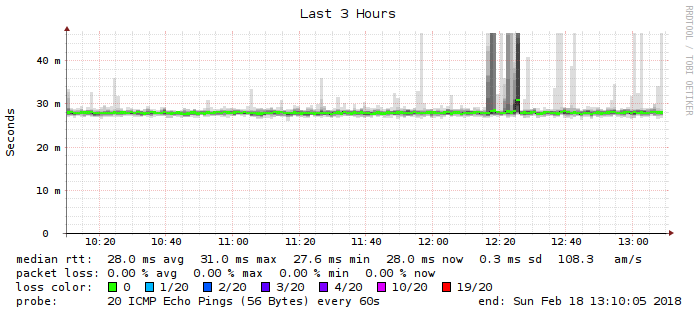 Last 3 Hours
RRDTOOL / TOBI OETIKER
Seconds
40 m
30 m
20 m
10 m
0
10:20 10:40 11:00 11:20 11:40 12:00 12:20 12:40 13:00
median rtt: 28.0 ms avg 31.0 ms max 27.6 ms min 28.0 ms now 0.3 ms sd 108.3 am/s
packet loss: 0.00 % avg 0.00 % max 0.00 % min 0.00 % now
loss color: 0 1/20 2/20 3/20 4/20 10/20 19/20
probe: 20 ICMP Echo Pings (56 Bytes) every 60s end: Sun Feb 18 13:10:05 2018